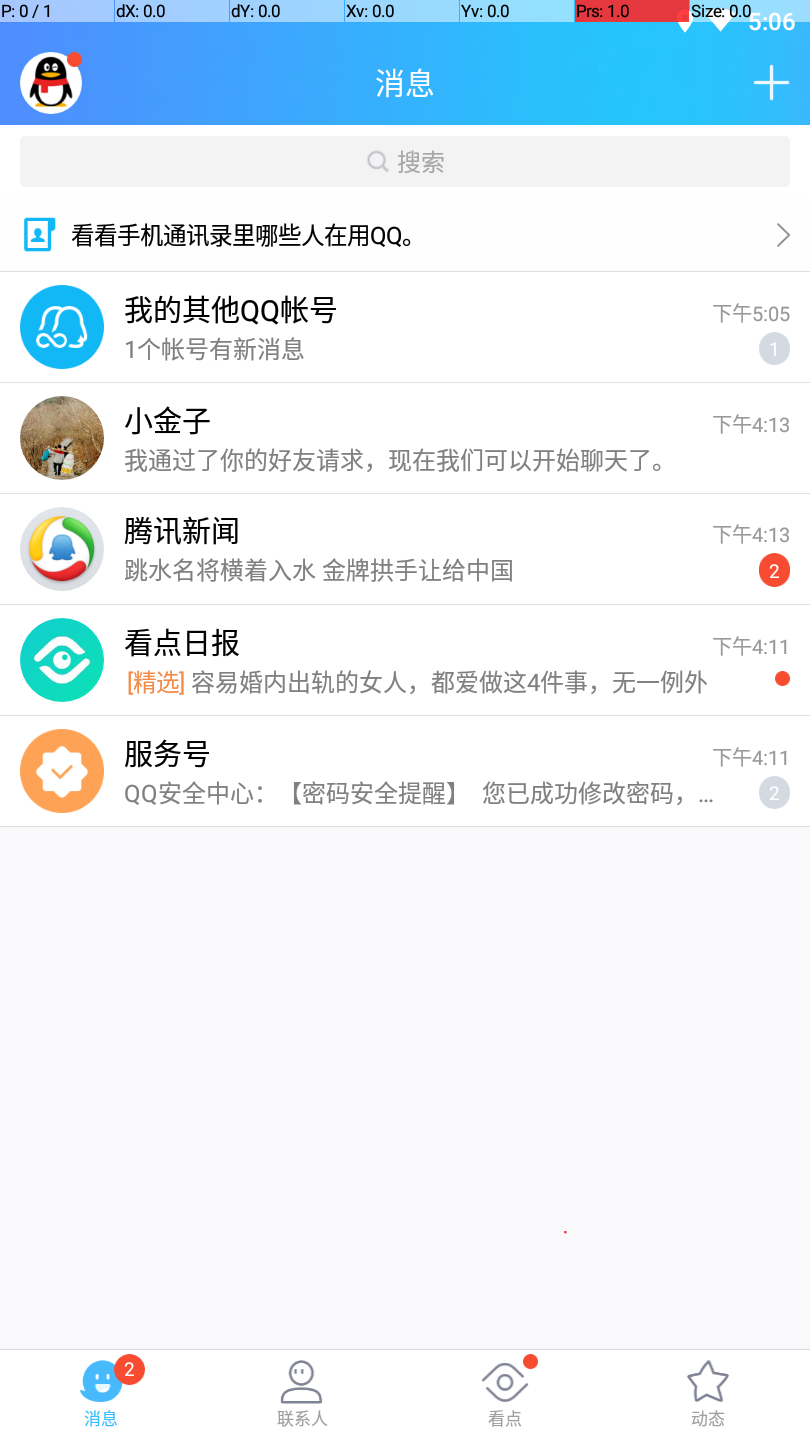 P: 0 / 1 dX: 0.0 dY: 0.0 Xv: 0.0 Yv: 0.0 Prs: 1.0 Size: 0.0
5:06
消息
搜索
看看手机通讯录里哪些人在用QQ。
我的其他QQ帐号 下午5:05
1个帐号有新消息 1
小金子 下午4:13
我通过了你的好友请求，现在我们可以开始聊天了。
腾讯新闻 下午4:13
跳水名将横着入水 金牌拱手让给中国 2
看点日报 下午4:11
[精选] 容易婚内出轨的女人，都爱做这4件事，无一例外
服务号 下午4:11
QQ安全中心：【密码安全提醒】 您已成功修改密码，... 2
2
消息 联系人 看点 动态